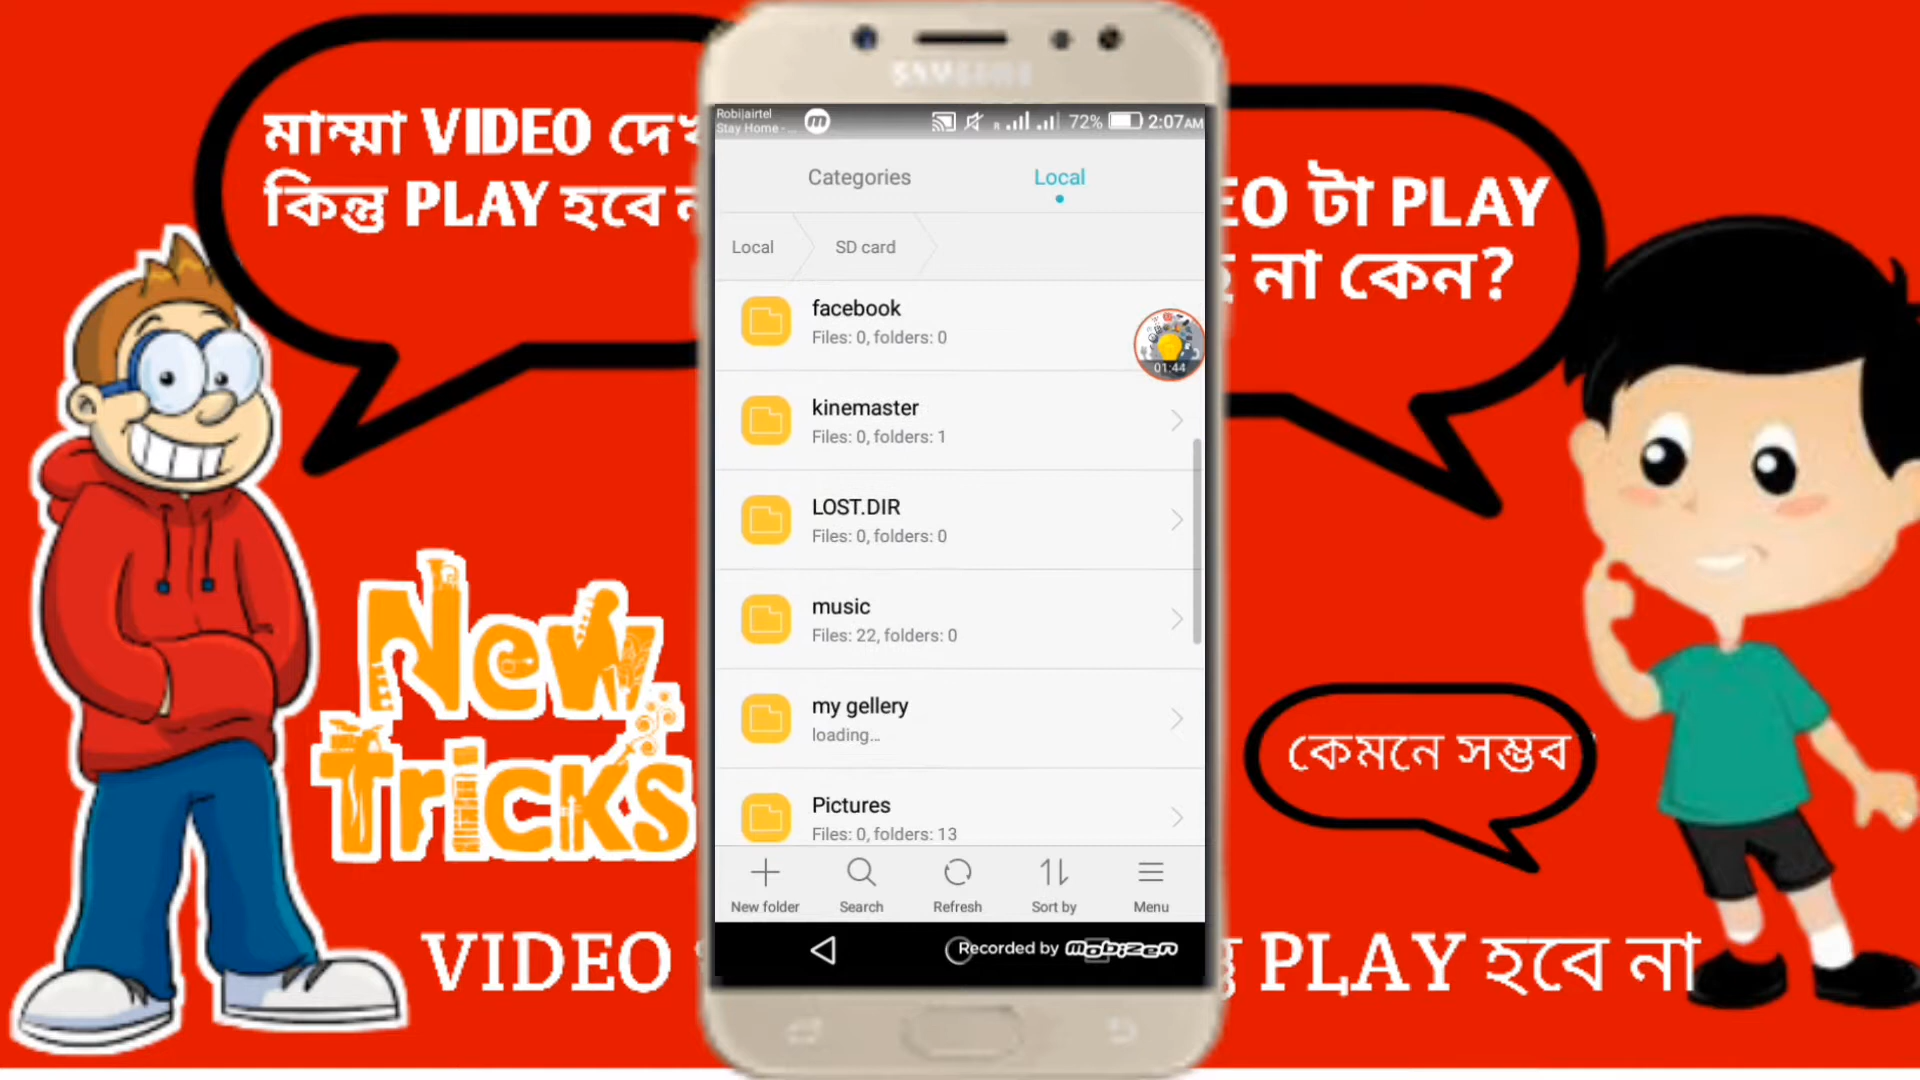 মাম্মা VIDEO
কিন্তু PLAY হবে
টা PLAY
না কেন?
New
Tricks
কেমনে সম্ভব
VIDEO
PLAY হবে না
SAMSUNG
Robi|airtel
Stay Home - ...
72%
2:07AM
Categories
Local
Local
SD card
facebook
Files: 0, folders: 0
01:44
kinemaster
Files: 0, folders: 1
LOST.DIR
Files: 0, folders: 0
music
Files: 22, folders: 0
my gellery
loading...
Pictures
Files: 0, folders: 13
New folder
Search
Refresh
Sort by
Menu
Recorded by mobizen